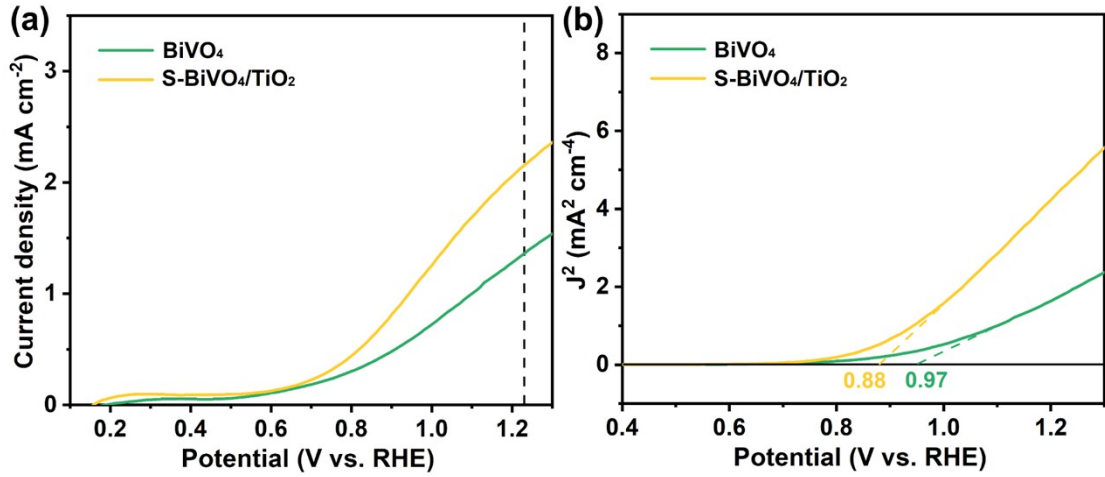 (a)
BiVO₄
S-BiVO₄/TiO₂
Current density (mA cm⁻²)
3
2
1
0
0.2 0.4 0.6 0.8 1.0 1.2
Potential (V vs. RHE)
(b)
BiVO₄
S-BiVO₄/TiO₂
J² (mA² cm⁻⁴)
8
6
4
2
0
0.88 0.97
0.4 0.6 0.8 1.0 1.2
Potential (V vs. RHE)